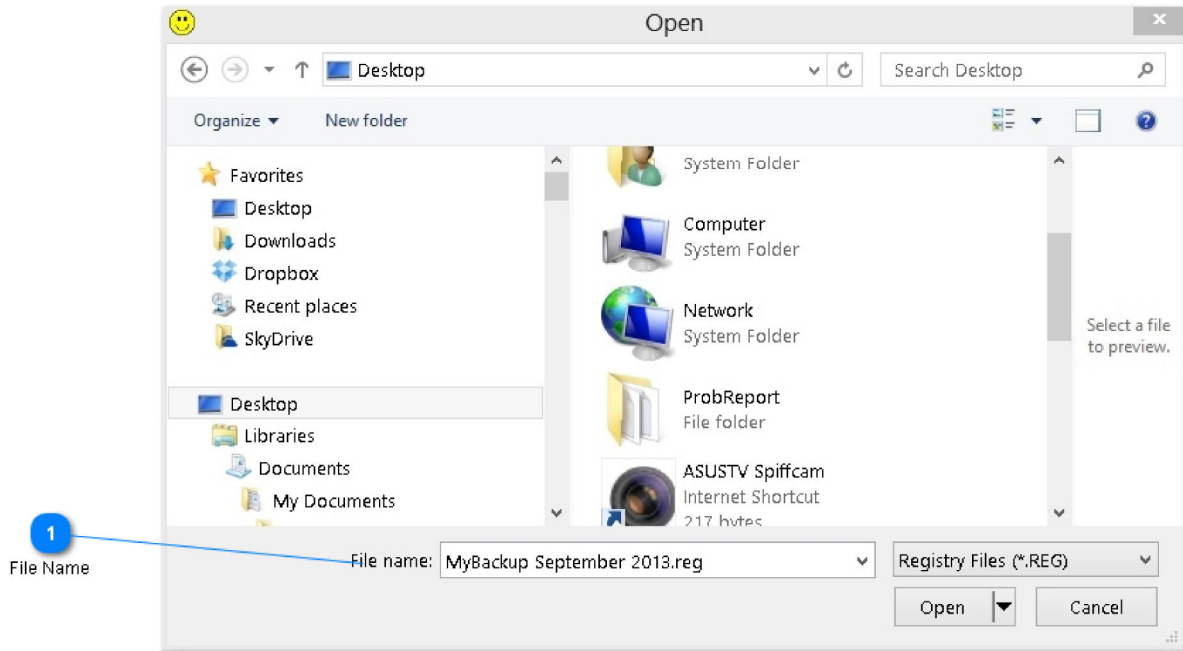 Open
Desktop
Search Desktop
Organize
New folder
Favorites
Desktop
Downloads
Dropbox
Recent places
SkyDrive
Desktop
Libraries
Documents
My Documents
System Folder
Computer
System Folder
Network
System Folder
ProbReport
File folder
ASUSTV Spiffcam
Internet Shortcut
217 bytes
Select a file
to preview.
1
File Name
File name:
MyBackup September 2013.reg
Registry Files (*.REG)
Open
Cancel